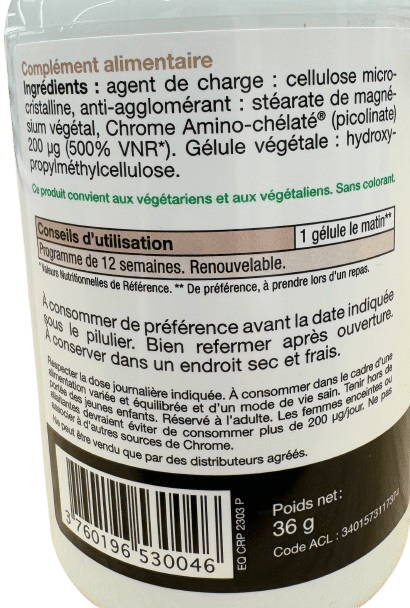 Complément alimentaire
Ingrédients : agent de charge : cellulose micro-
cristalline, anti-agglomérant : stéarate de magné-
sium végétal, Chrome Amino-chélaté® (picolinate)
200 µg (500% VNR*). Gélule végétale : hydroxy-
propylméthylcellulose.
Ce produit convient aux végétariens et aux végétaliens. Sans colorant.
Conseils d'utilisation 1 gélule le matin**
Programme de 12 semaines. Renouvelable.
*Valeurs Nutritionnelles de Référence. ** De préférence, à prendre lors d'un repas.
A consommer de préférence avant la date indiquée
sous le pilulier. Bien refermer après ouverture.
A conserver dans un endroit sec et frais.
Respecter la dose journalière indiquée. À consommer dans le cadre d'une
alimentation variée et équilibrée et d'un mode de vie sain. Tenir hors de
portée des jeunes enfants. Réservé à l'adulte. Les femmes enceintes ou
allaitantes devraient éviter de consommer plus de 200 µg/jour. Ne pas
associer à d'autres sources de Chrome.
Ne peut être vendu que par des distributeurs agréés.
3 760196 530046
EO CRP 2303 P
Poids net:
36 g
Code ACL : 3401573117374